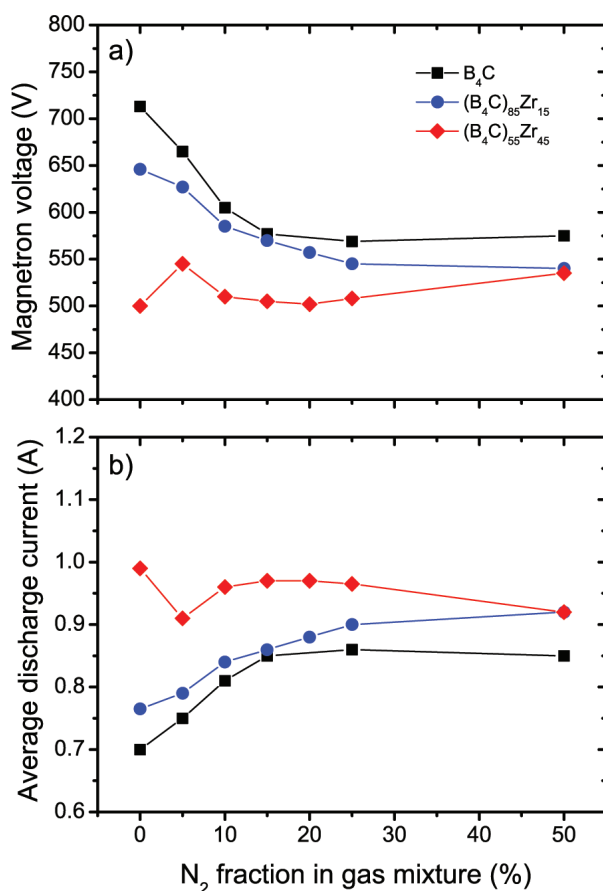 a)
B₄C
(B₄C)₈₅Zr₁₅
(B₄C)₅₅Zr₄₅
Magnetron voltage (V)
800
750
700
650
600
550
500
450
400
b)
Average discharge current (A)
1.2
1.1
1.0
0.9
0.8
0.7
0.6
0 10 20 30 40 50
N₂ fraction in gas mixture (%)